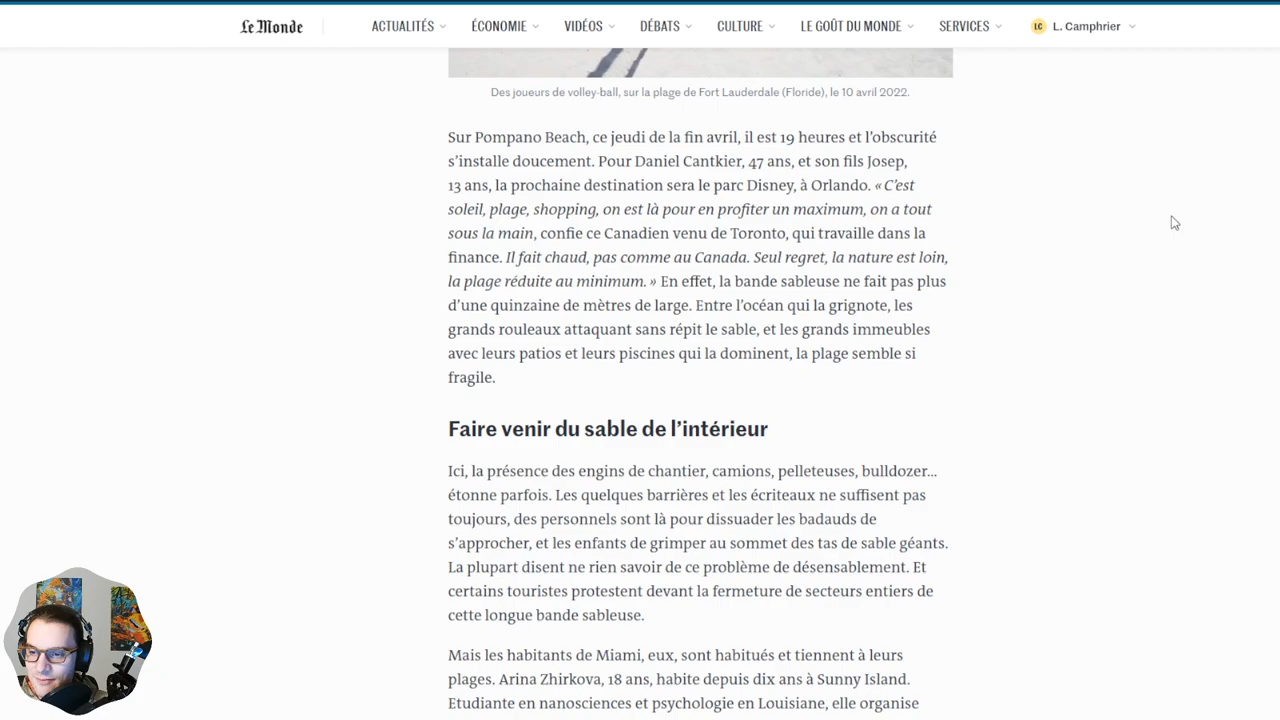 Le Monde
ACTUALITÉS ÉCONOMIE VIDÉOS DÉBATS CULTURE LE GOÛT DU MONDE SERVICES LC L. Camphrier
Des joueurs de volley-ball, sur la plage de Fort Lauderdale (Floride), le 10 avril 2022.
Sur Pompano Beach, ce jeudi de la fin avril, il est 19 heures et l’obscurité
s’installe doucement. Pour Daniel Cantkier, 47 ans, et son fils Josep,
13 ans, la prochaine destination sera le parc Disney, à Orlando. « C’est
soleil, plage, shopping, on est là pour en profiter un maximum, on a tout
sous la main, confie ce Canadien venu de Toronto, qui travaille dans la
finance. Il fait chaud, pas comme au Canada. Seul regret, la nature est loin,
la plage réduite au minimum. » En effet, la bande sableuse ne fait pas plus
d’une quinzaine de mètres de large. Entre l’océan qui la grignote, les
grands rouleaux attaquant sans répit le sable, et les grands immeubles
avec leurs patios et leurs piscines qui la dominent, la plage semble si
fragile.
Faire venir du sable de l’intérieur
Ici, la présence des engins de chantier, camions, pelleteuses, bulldozer…
étonne parfois. Les quelques barrières et les écriteaux ne suffisent pas
toujours, des personnels sont là pour dissuader les badauds de
s’approcher, et les enfants de grimper au sommet des tas de sable géants.
La plupart disent ne rien savoir de ce problème de désensablement. Et
certains touristes protestent devant la fermeture de secteurs entiers de
cette longue bande sableuse.
Mais les habitants de Miami, eux, sont habitués et tiennent à leurs
plages. Arina Zhirkova, 18 ans, habite depuis dix ans à Sunny Island.
Etudiante en nanosciences et psychologie en Louisiane, elle organise